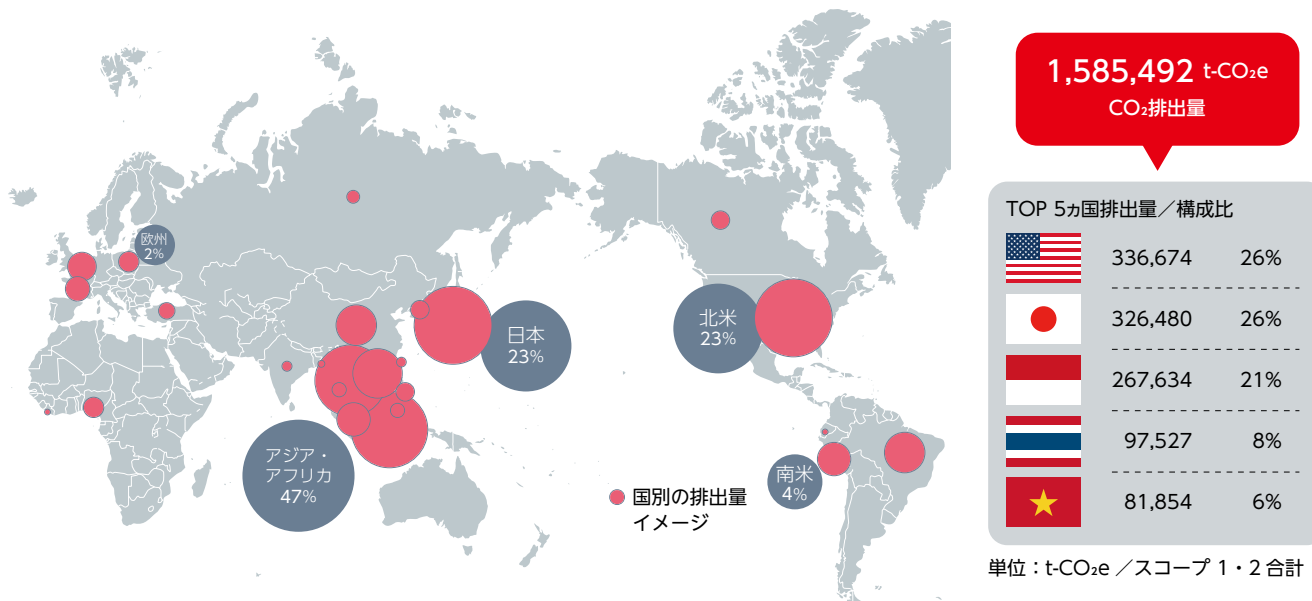 欧州
2%
日本
23%
北米
23%
アジア・
アフリカ
47%
南米
4%
国別の排出量
イメージ
1,585,492 t-CO₂e
CO₂排出量
TOP 5ヵ国排出量／構成比
336,674 26%
326,480 26%
267,634 21%
97,527 8%
81,854 6%
単位：t-CO₂e ／スコープ 1・2 合計